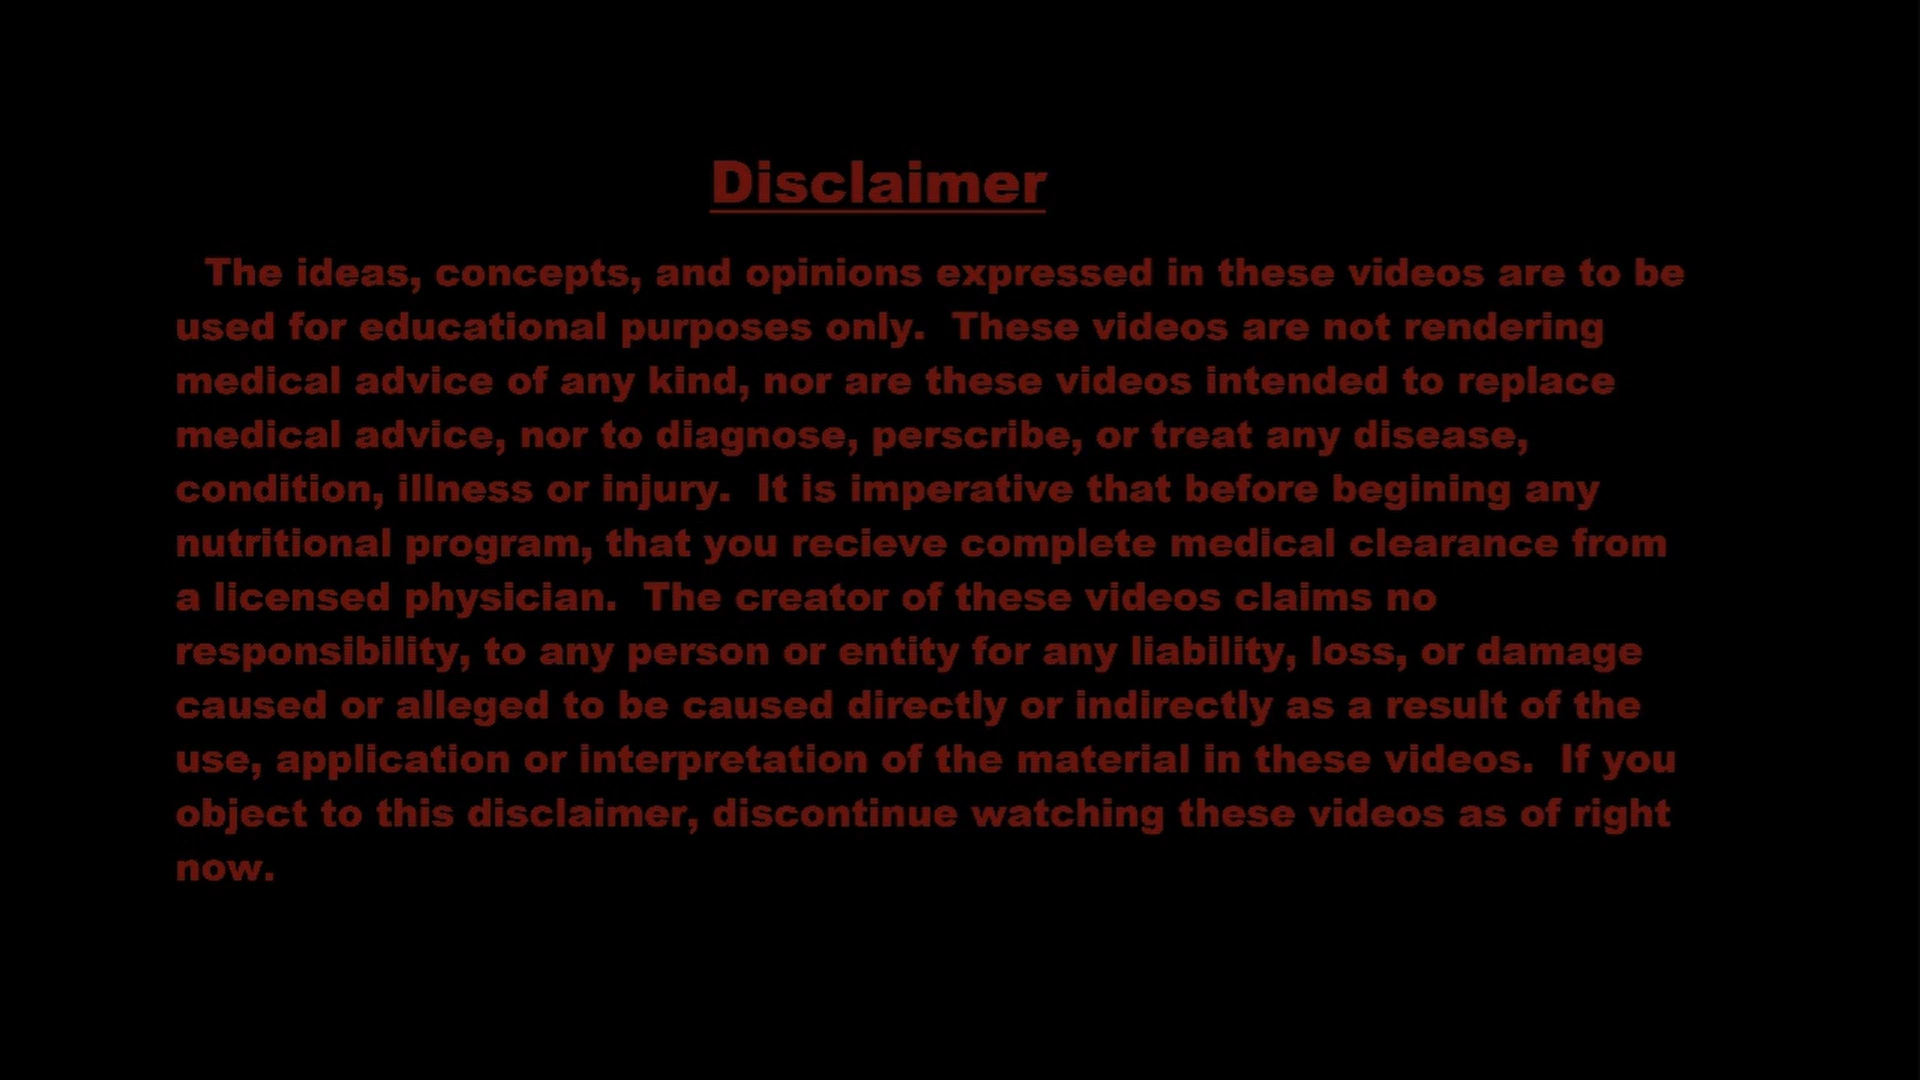 Disclaimer
The ideas, concepts, and opinions expressed in these videos are to be
used for educational purposes only.  These videos are not rendering
medical advice of any kind, nor are these videos intended to replace
medical advice, nor to diagnose, perscribe, or treat any disease,
condition, illness or injury.  It is imperative that before begining any
nutritional program, that you recieve complete medical clearance from
a licensed physician.  The creator of these videos claims no
responsibility, to any person or entity for any liability, loss, or damage
caused or alleged to be caused directly or indirectly as a result of the
use, application or interpretation of the material in these videos.  If you
object to this disclaimer, discontinue watching these videos as of right
now.